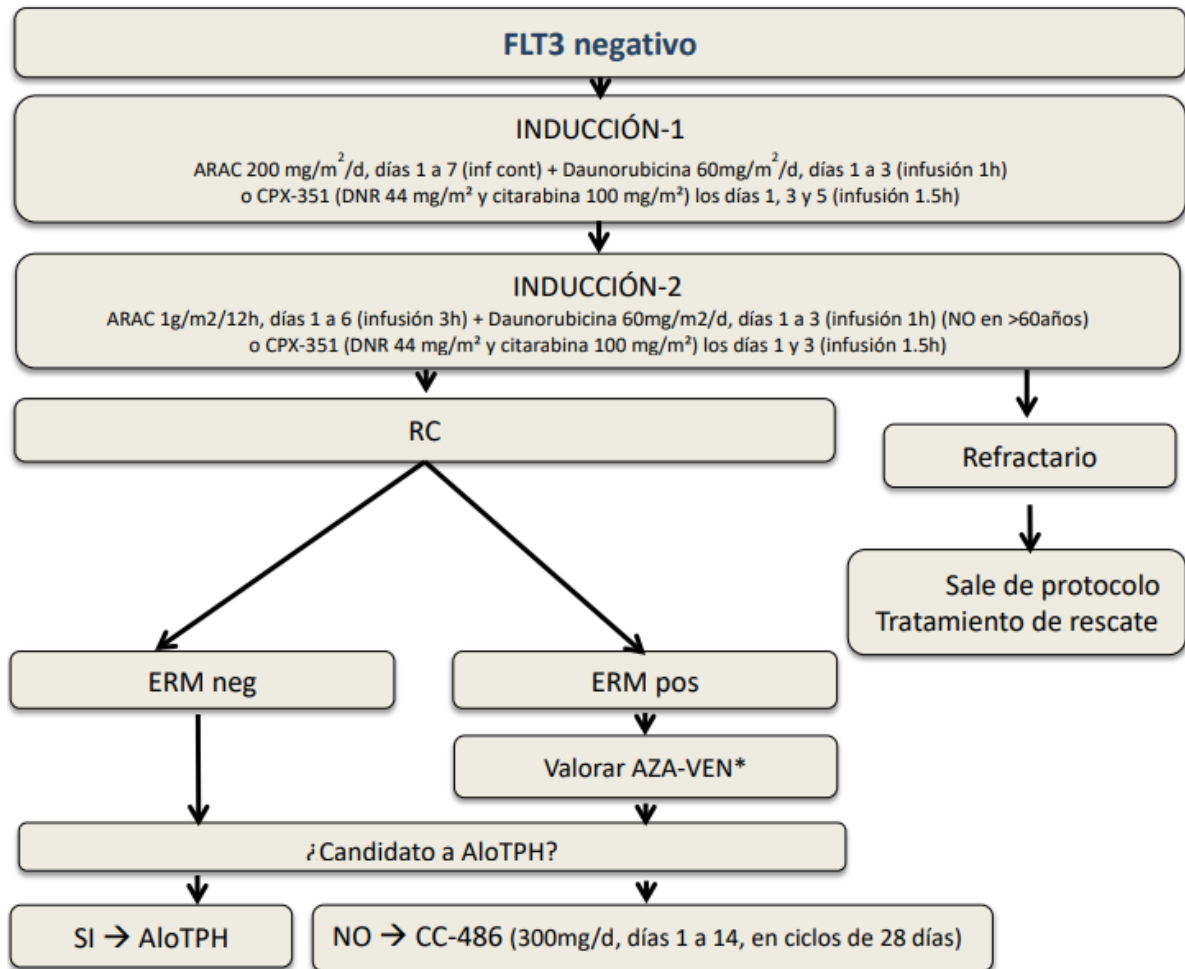 FLT3 negativo
INDUCCIÓN-1
ARAC 200 mg/m²/d, días 1 a 7 (inf cont) + Daunorubicina 60mg/m²/d, días 1 a 3 (infusión 1h)
o CPX-351 (DNR 44 mg/m² y citarabina 100 mg/m²) los días 1, 3 y 5 (infusión 1.5h)
INDUCCIÓN-2
ARAC 1g/m2/12h, días 1 a 6 (infusión 3h) + Daunorubicina 60mg/m2/d, días 1 a 3 (infusión 1h) (NO en >60años)
o CPX-351 (DNR 44 mg/m² y citarabina 100 mg/m²) los días 1 y 3 (infusión 1.5h)
RC
Refractario
Sale de protocolo
Tratamiento de rescate
ERM neg
ERM pos
Valorar AZA-VEN*
¿Candidato a AloTPH?
SI → AloTPH
NO → CC-486 (300mg/d, días 1 a 14, en ciclos de 28 días)